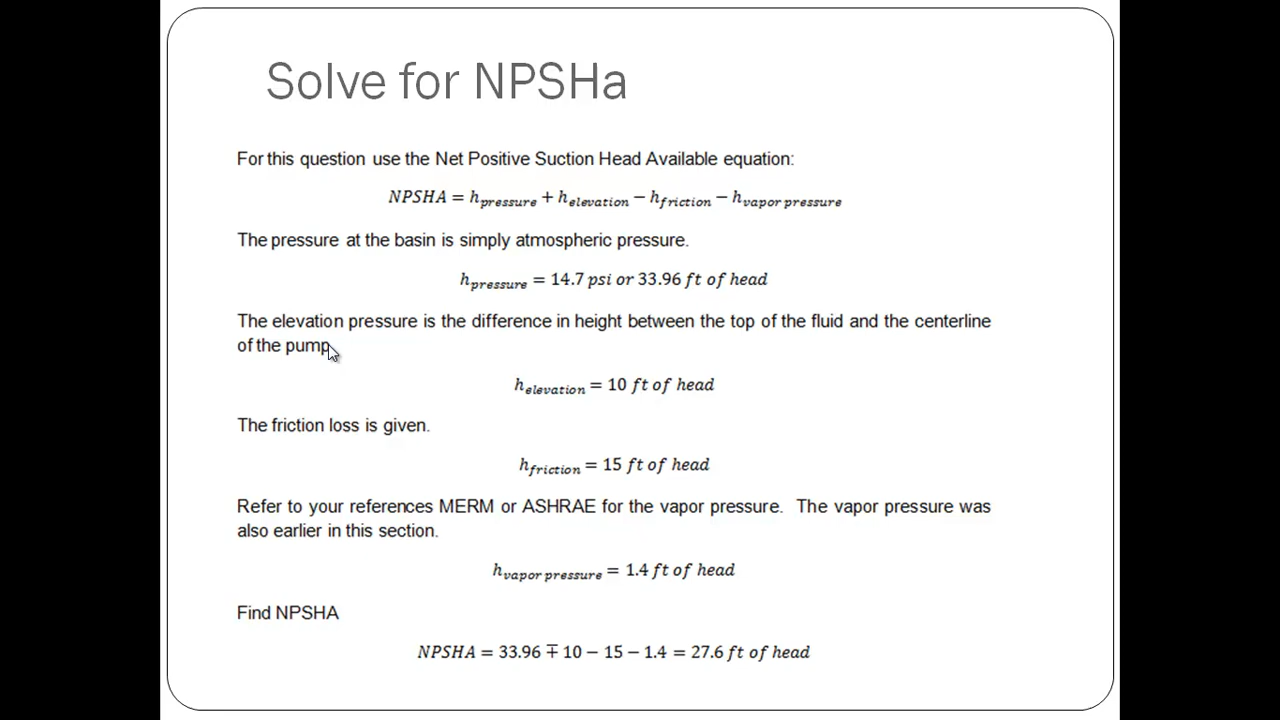 Solve for NPSHa
For this question use the Net Positive Suction Head Available equation:
NPSHA = h_pressure + h_elevation − h_friction − h_vapor pressure
The pressure at the basin is simply atmospheric pressure.
h_pressure = 14.7 psi or 33.96 ft of head
The elevation pressure is the difference in height between the top of the fluid and the centerline
of the pump
h_elevation = 10 ft of head
The friction loss is given.
h_friction = 15 ft of head
Refer to your references MERM or ASHRAE for the vapor pressure. The vapor pressure was
also earlier in this section.
h_vapor pressure = 1.4 ft of head
Find NPSHA
NPSHA = 33.96 ∓ 10 − 15 − 1.4 = 27.6 ft of head